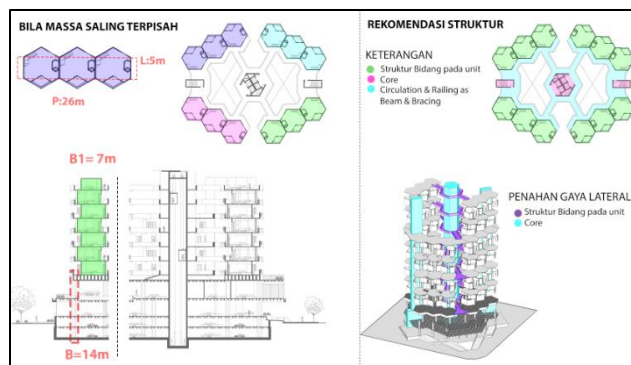 BILA MASSA SALING TERPISAH
L:5m
P:26m
B1= 7m
B=14m
REKOMENDASI STRUKTUR
KETERANGAN
Struktur Bidang pada unit
Core
Circulation & Railing as
Beam & Bracing
PENAHAN GAYA LATERAL
Struktur Bidang pada unit
Core